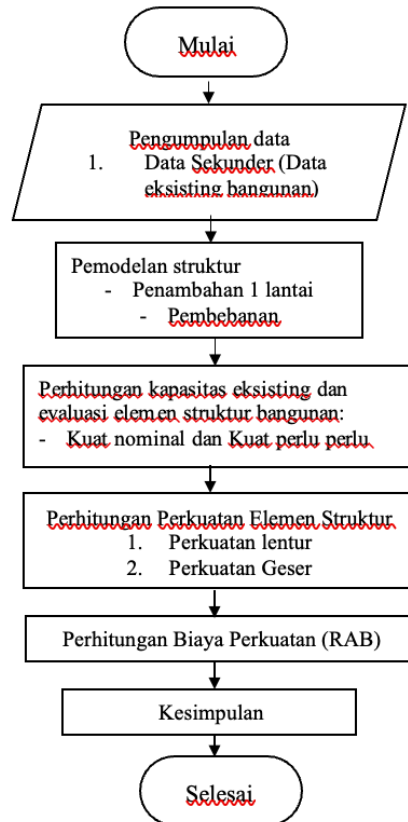 Mulai
Pengumpulan data
1. Data Sekunder (Data
eksisting bangunan)
Pemodelan struktur
- Penambahan 1 lantai
- Pembebanan
Perhitungan kapasitas eksisting dan
evaluasi elemen struktur bangunan:
- Kuat nominal dan Kuat perlu perlu
Perhitungan Perkuatan Elemen Struktur
1. Perkuatan lentur
2. Perkuatan Geser
Perhitungan Biaya Perkuatan (RAB)
Kesimpulan
Selesai